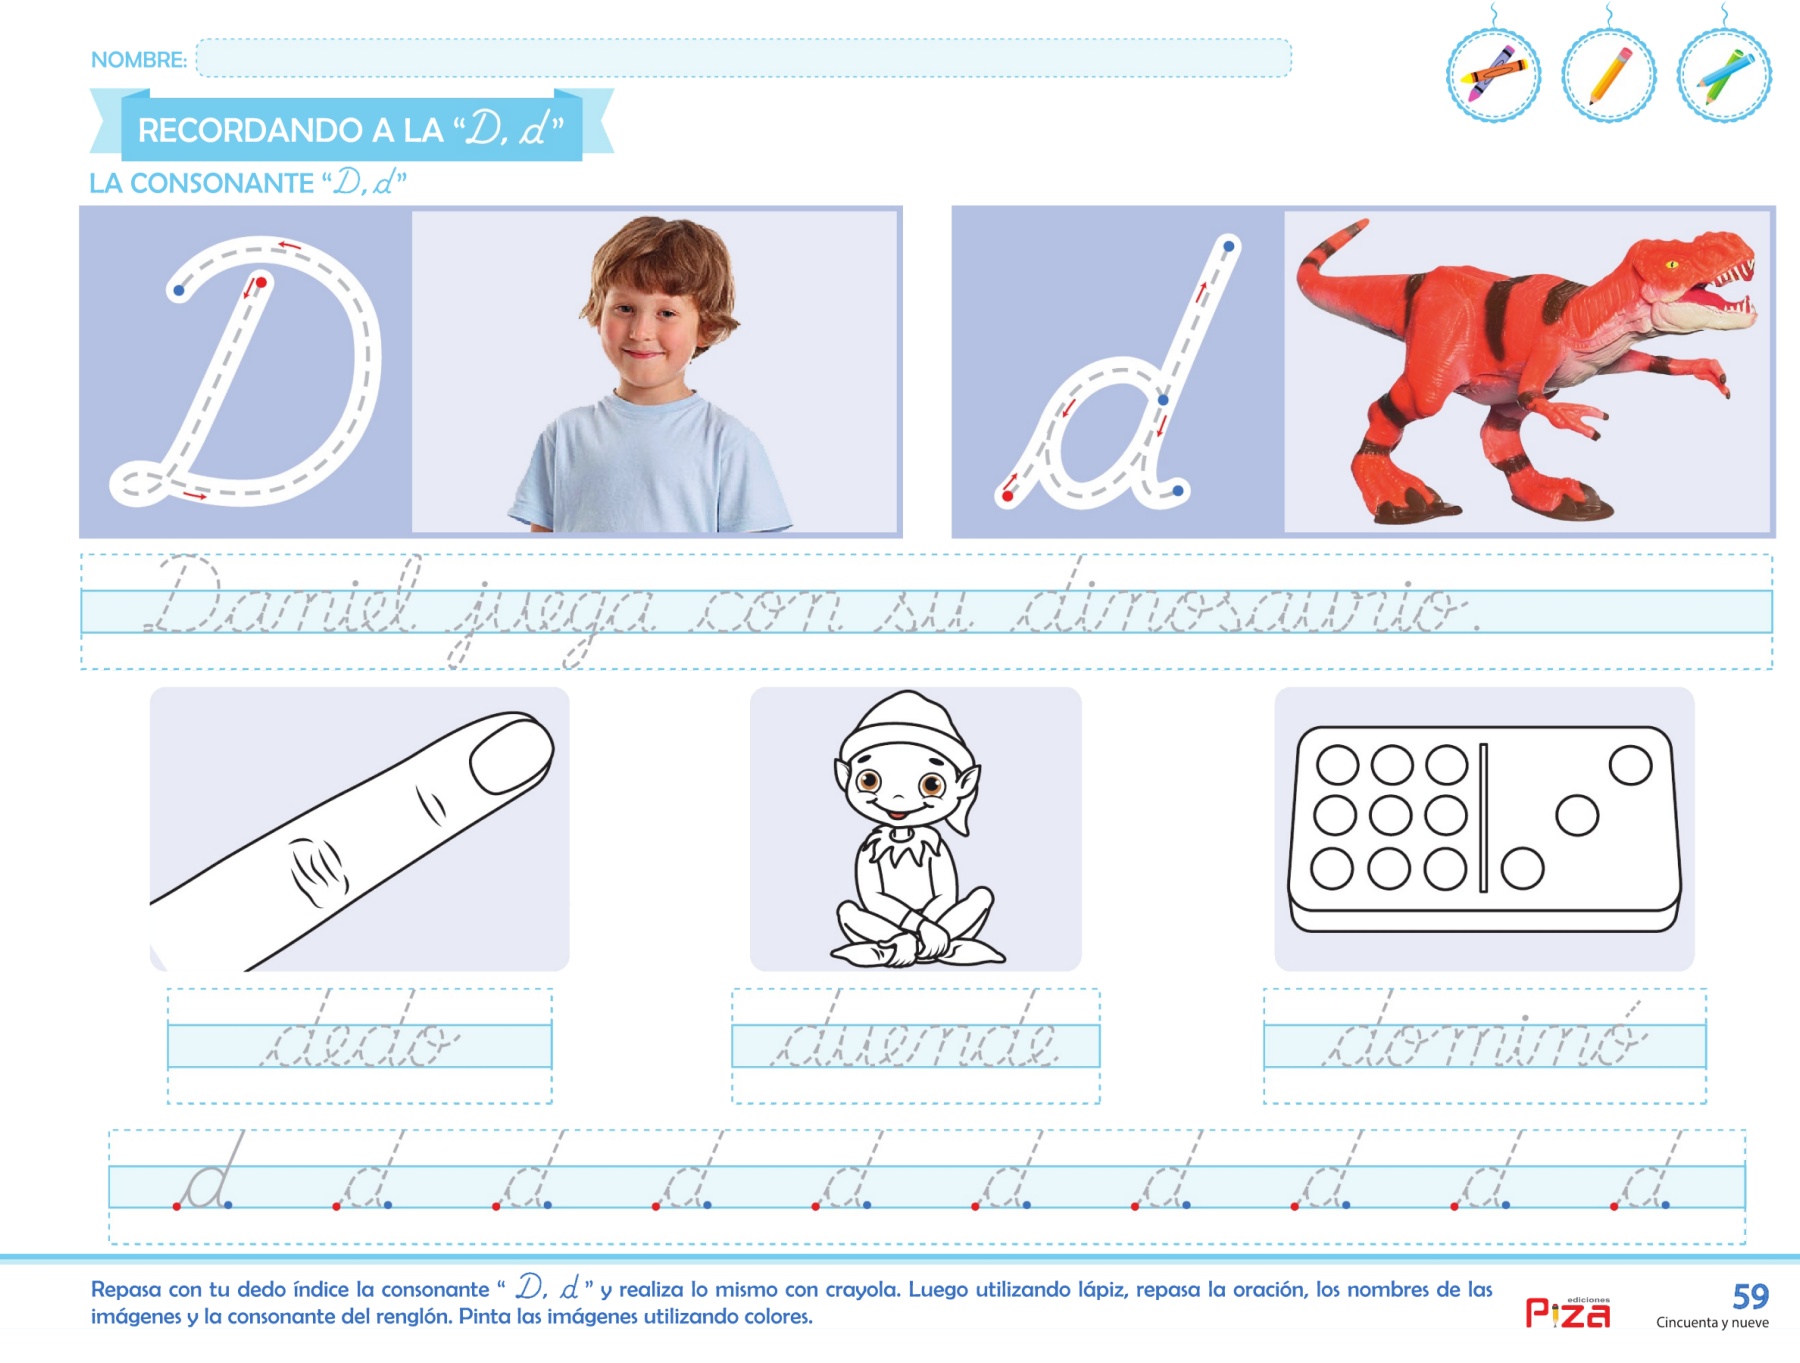 NOMBRE:
RECORDANDO A LA “D, d”
LA CONSONANTE “D, d”
D
d
Daniel juega con su dinosaurio.
dedo
duende
dominó
d d d d d d d d d d
Repasa con tu dedo índice la consonante “ D, d ” y realiza lo mismo con crayola. Luego utilizando lápiz, repasa la oración, los nombres de las
imágenes y la consonante del renglón. Pinta las imágenes utilizando colores.
ediciones
Piza
59
Cincuenta y nueve